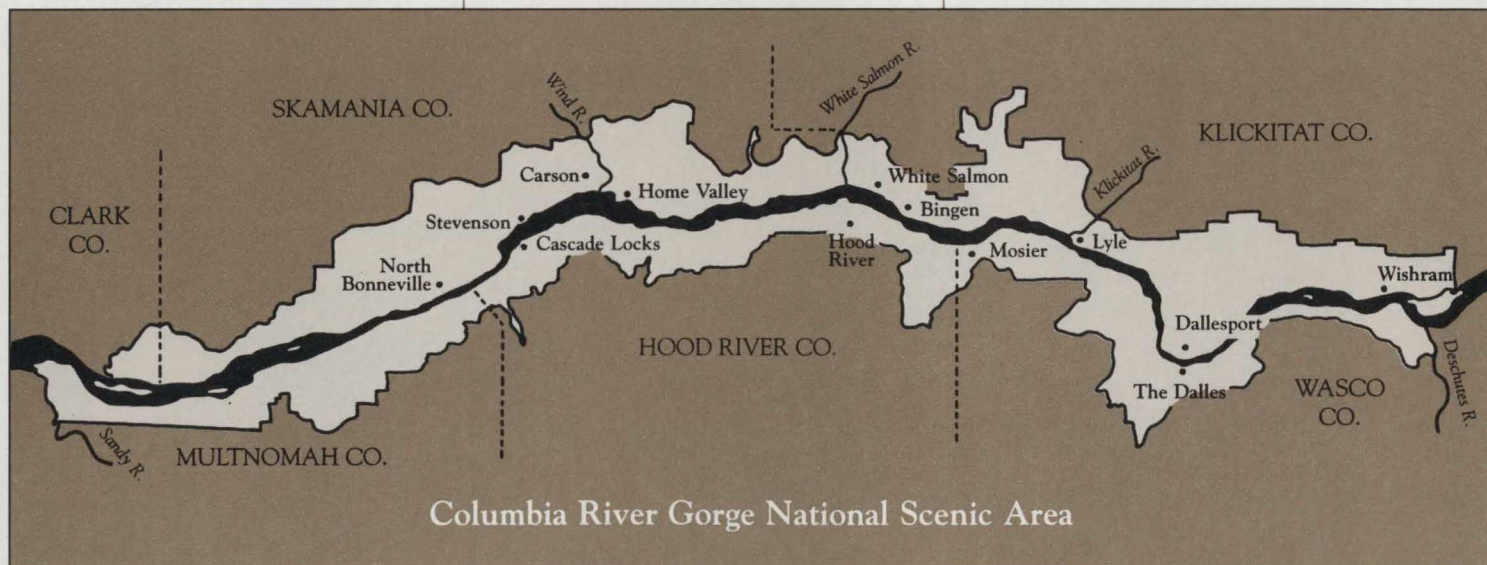 SKAMANIA CO.
Wind R.
White Salmon R.
KLICKITAT CO.
Klickitat R.
CLARK
CO.
Carson
Home Valley
White Salmon
Bingen
Stevenson
Cascade Locks
Hood
River
Mosier
Lyle
North
Bonneville
Wishram
Dallesport
HOOD RIVER CO.
The Dalles
WASCO
CO.
Deschutes R.
Sandy R.
MULTNOMAH CO.
Columbia River Gorge National Scenic Area